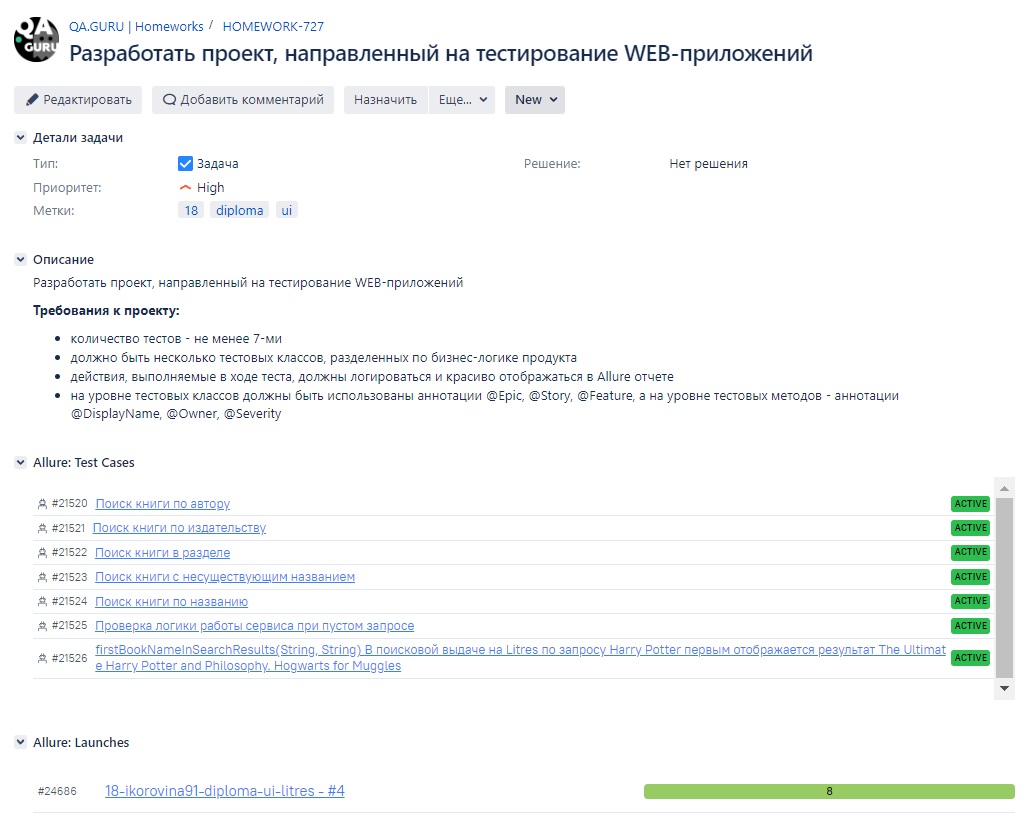 QA
GURU
QA.GURU | Homeworks / HOMEWORK-727
Разработать проект, направленный на тестирование WEB-приложений
Редактировать Добавить комментарий Назначить Еще... New
Детали задачи
Тип: Задача Решение: Нет решения
Приоритет: High
Метки: 18 diploma ui
Описание
Разработать проект, направленный на тестирование WEB-приложений
Требования к проекту:
• количество тестов - не менее 7-ми
• должно быть несколько тестовых классов, разделенных по бизнес-логике продукта
• действия, выполняемые в ходе теста, должны логироваться и красиво отображаться в Allure отчете
• на уровне тестовых классов должны быть использованы аннотации @Epic, @Story, @Feature, а на уровне тестовых методов - аннотации
@DisplayName, @Owner, @Severity
Allure: Test Cases
#21520 Поиск книги по автору ACTIVE
#21521 Поиск книги по издательству ACTIVE
#21522 Поиск книги в разделе ACTIVE
#21523 Поиск книги с несуществующим названием ACTIVE
#21524 Поиск книги по названию ACTIVE
#21525 Проверка логики работы сервиса при пустом запросе ACTIVE
#21526 firstBookNameInSearchResults(String, String) В поисковой выдаче на Litres по запросу Harry Potter первым отображается результат The Ultimat ACTIVE
e Harry Potter and Philosophy. Hogwarts for Muggles
Allure: Launches
#24686 18-ikorovina91-diploma-ui-litres - #4 8